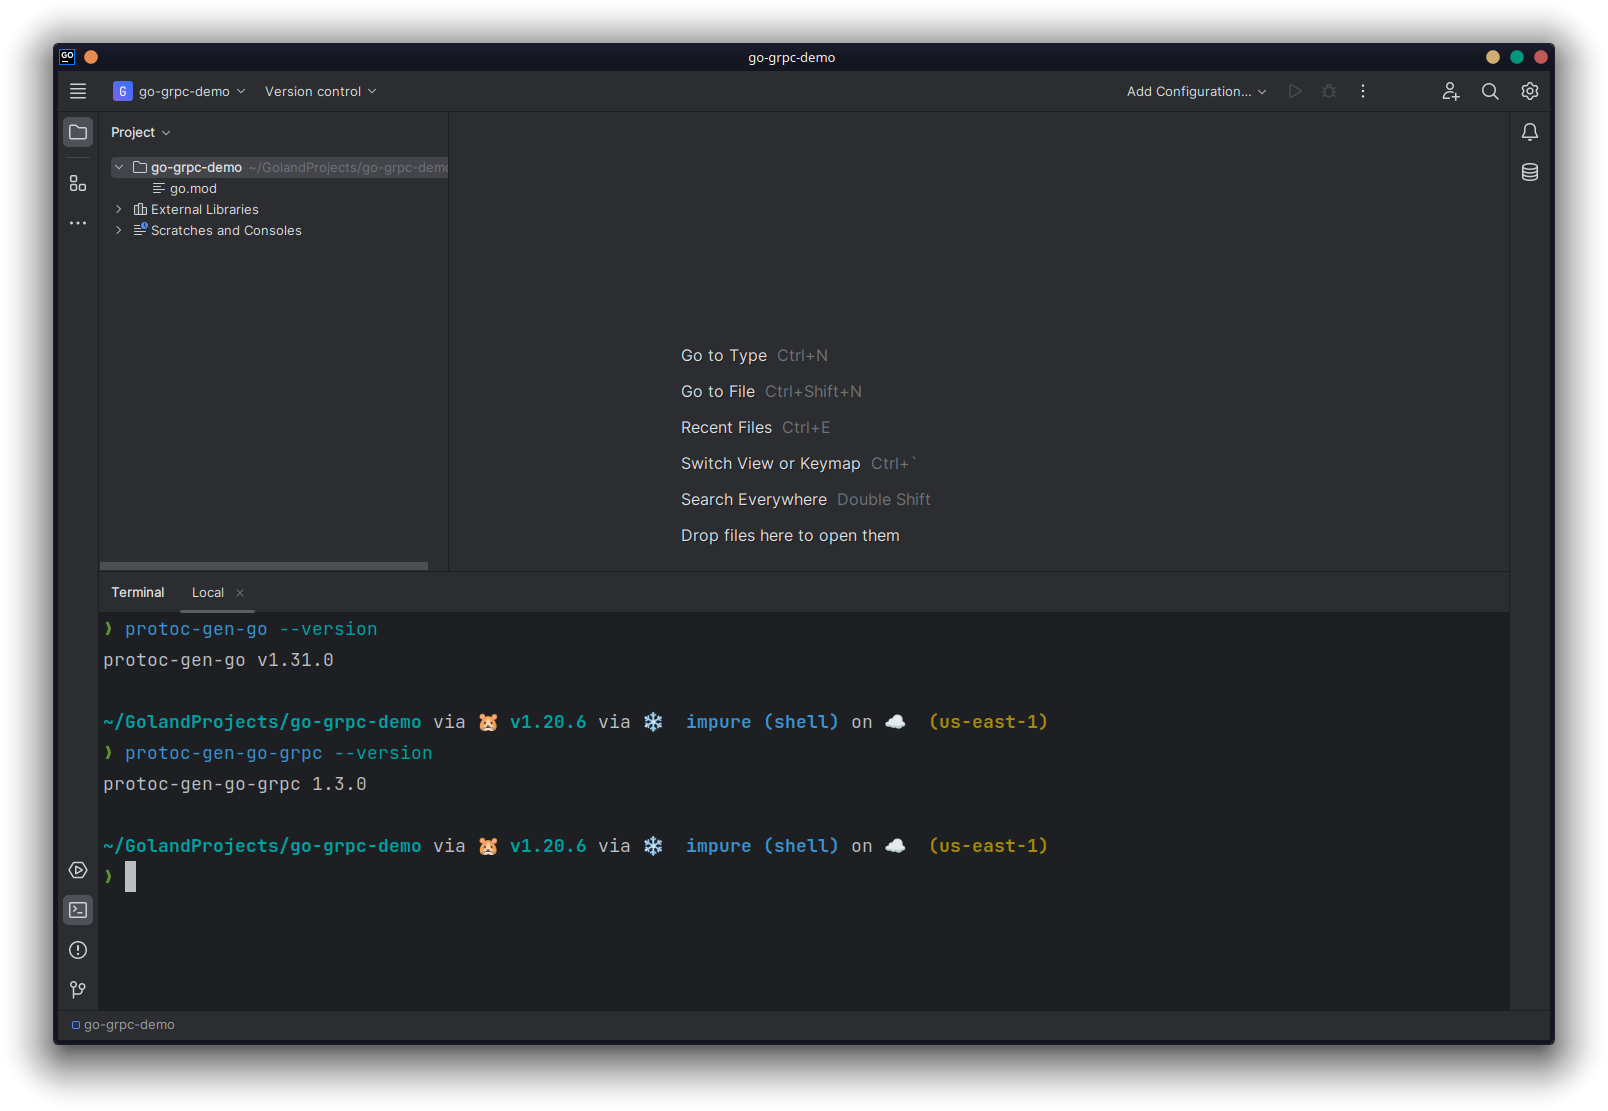 GO
go-grpc-demo
G go-grpc-demo Version control Add Configuration...
Project
go-grpc-demo ~/GolandProjects/go-grpc-demo
go.mod
External Libraries
Scratches and Consoles
Go to Type Ctrl+N
Go to File Ctrl+Shift+N
Recent Files Ctrl+E
Switch View or Keymap Ctrl+`
Search Everywhere Double Shift
Drop files here to open them
Terminal Local ×
❯ protoc-gen-go --version
protoc-gen-go v1.31.0
~/GolandProjects/go-grpc-demo via 🐹 v1.20.6 via ❄️ impure (shell) on ☁️ (us-east-1)
❯ protoc-gen-go-grpc --version
protoc-gen-go-grpc 1.3.0
~/GolandProjects/go-grpc-demo via 🐹 v1.20.6 via ❄️ impure (shell) on ☁️ (us-east-1)
❯
go-grpc-demo